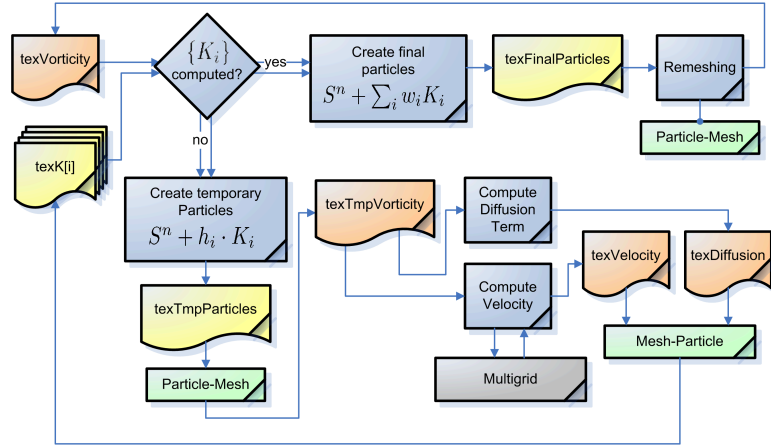 texVorticity
{K_i}
computed?
yes
Create final
particles
S^n + ∑_i w_i K_i
texFinalParticles
Remeshing
Particle-Mesh
texK[i]
no
Create temporary
Particles
S^n + h_i · K_i
texTmpVorticity
Compute
Diffusion
Term
texVelocity
texDiffusion
texTmpParticles
Compute
Velocity
Mesh-Particle
Particle-Mesh
Multigrid